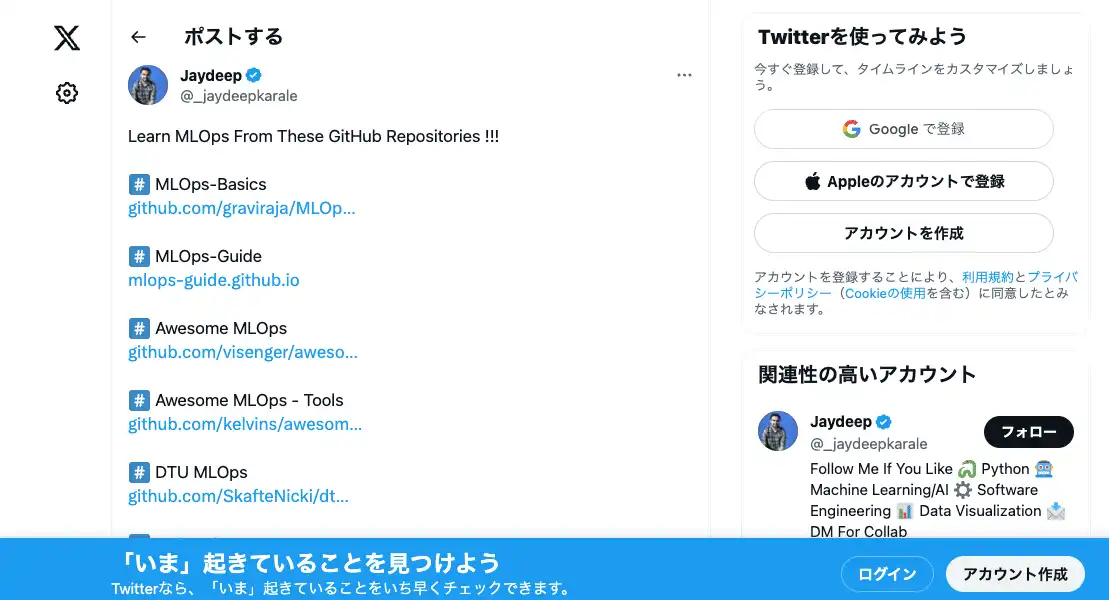 ポストする
Jaydeep
@_jaydeepkarale
Learn MLOps From These GitHub Repositories !!!
#️⃣ MLOps-Basics
github.com/graviraja/MLOp...
#️⃣ MLOps-Guide
mlops-guide.github.io
#️⃣ Awesome MLOps
github.com/visenger/aweso...
#️⃣ Awesome MLOps - Tools
github.com/kelvins/awesom...
#️⃣ DTU MLOps
github.com/SkafteNicki/dt...
Twitterを使ってみよう
今すぐ登録して、タイムラインをカスタマイズしましょ
う。
Google で登録
Appleのアカウントで登録
アカウントを作成
アカウントを登録することにより、利用規約とプライバ
シーポリシー（Cookieの使用を含む）に同意したとみ
なされます。
関連性の高いアカウント
Jaydeep
@_jaydeepkarale
フォロー
Follow Me If You Like 🐍 Python 🤖
Machine Learning/AI ⚙️ Software
Engineering 📊 Data Visualization 📩
DM For Collab
「いま」起きていることを見つけよう
Twitterなら、「いま」起きていることをいち早くチェックできます。
ログイン
アカウント作成